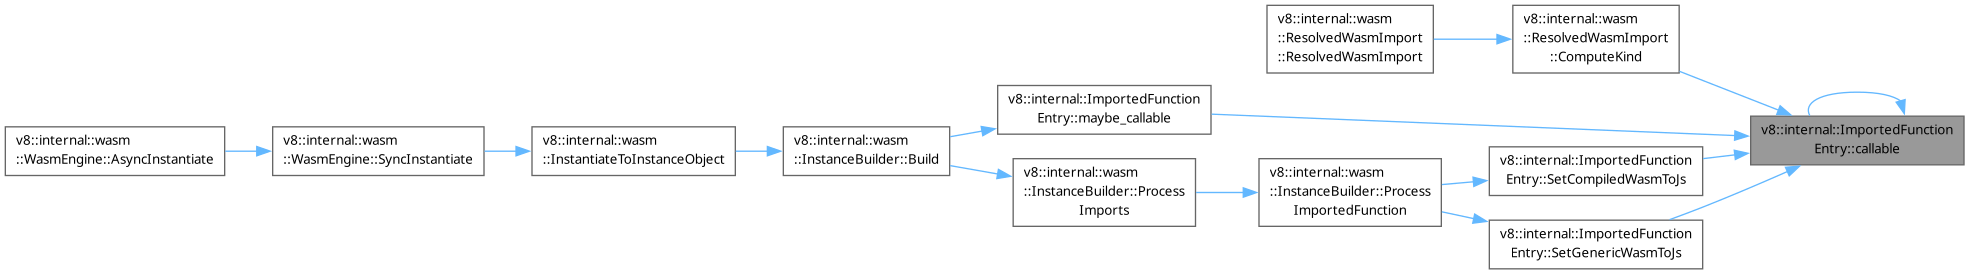 v8::internal::wasm
::ResolvedWasmImport
::ResolvedWasmImport
v8::internal::wasm
::ResolvedWasmImport
::ComputeKind
v8::internal::ImportedFunction
Entry::maybe_callable
v8::internal::ImportedFunction
Entry::callable
v8::internal::wasm
::WasmEngine::AsyncInstantiate
v8::internal::wasm
::WasmEngine::SyncInstantiate
v8::internal::wasm
::InstantiateToInstanceObject
v8::internal::wasm
::InstanceBuilder::Build
v8::internal::wasm
::InstanceBuilder::Process
Imports
v8::internal::wasm
::InstanceBuilder::Process
ImportedFunction
v8::internal::ImportedFunction
Entry::SetCompiledWasmToJs
v8::internal::ImportedFunction
Entry::SetGenericWasmToJs